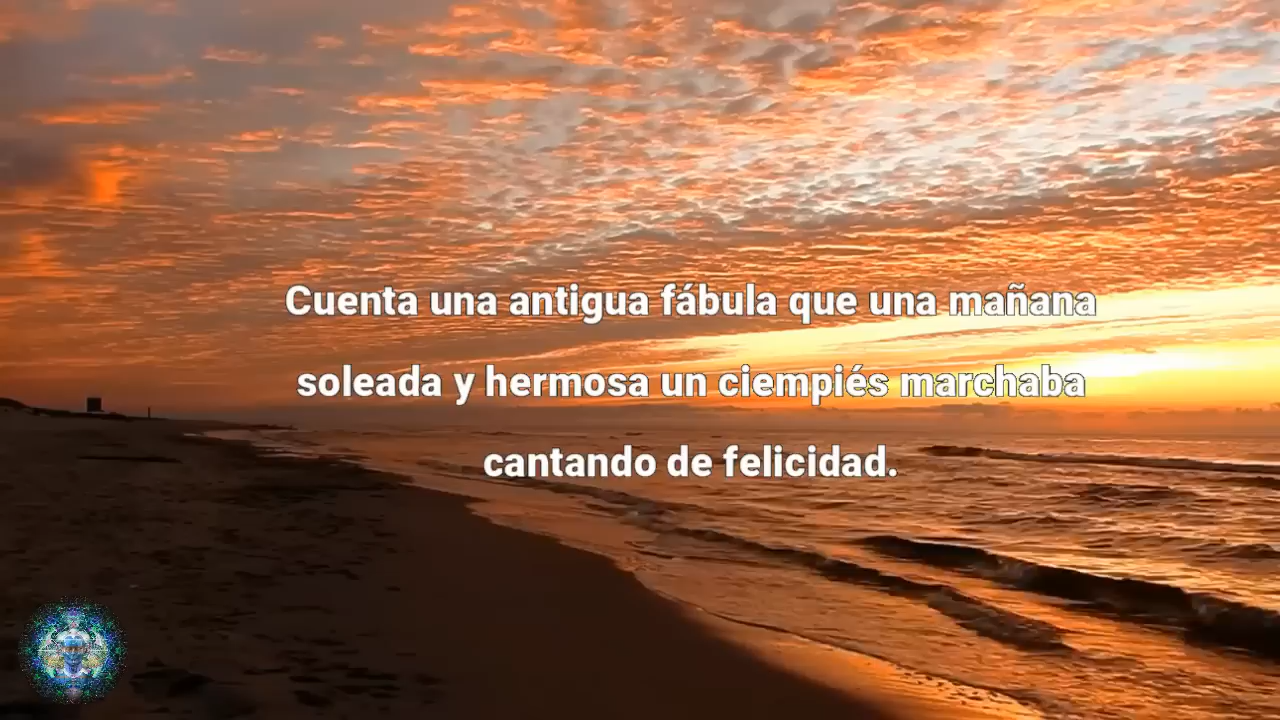 Cuenta una antigua fábula que una mañana
soleada y hermosa un ciempiés marchaba
cantando de felicidad.